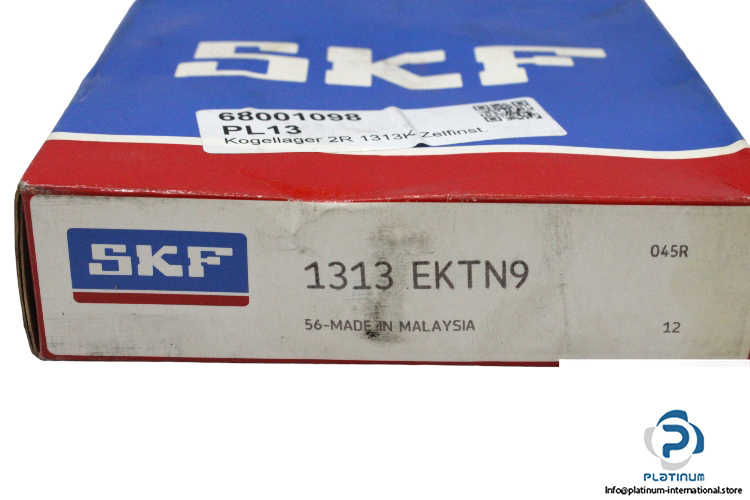 SKF
68001098
PL13
Kogellager 2R 1313K Zelfinst.
SKF
1313 EKTN9
045R
56-MADE IN MALAYSIA
12
PLATINUM
Info@platinum-international.store